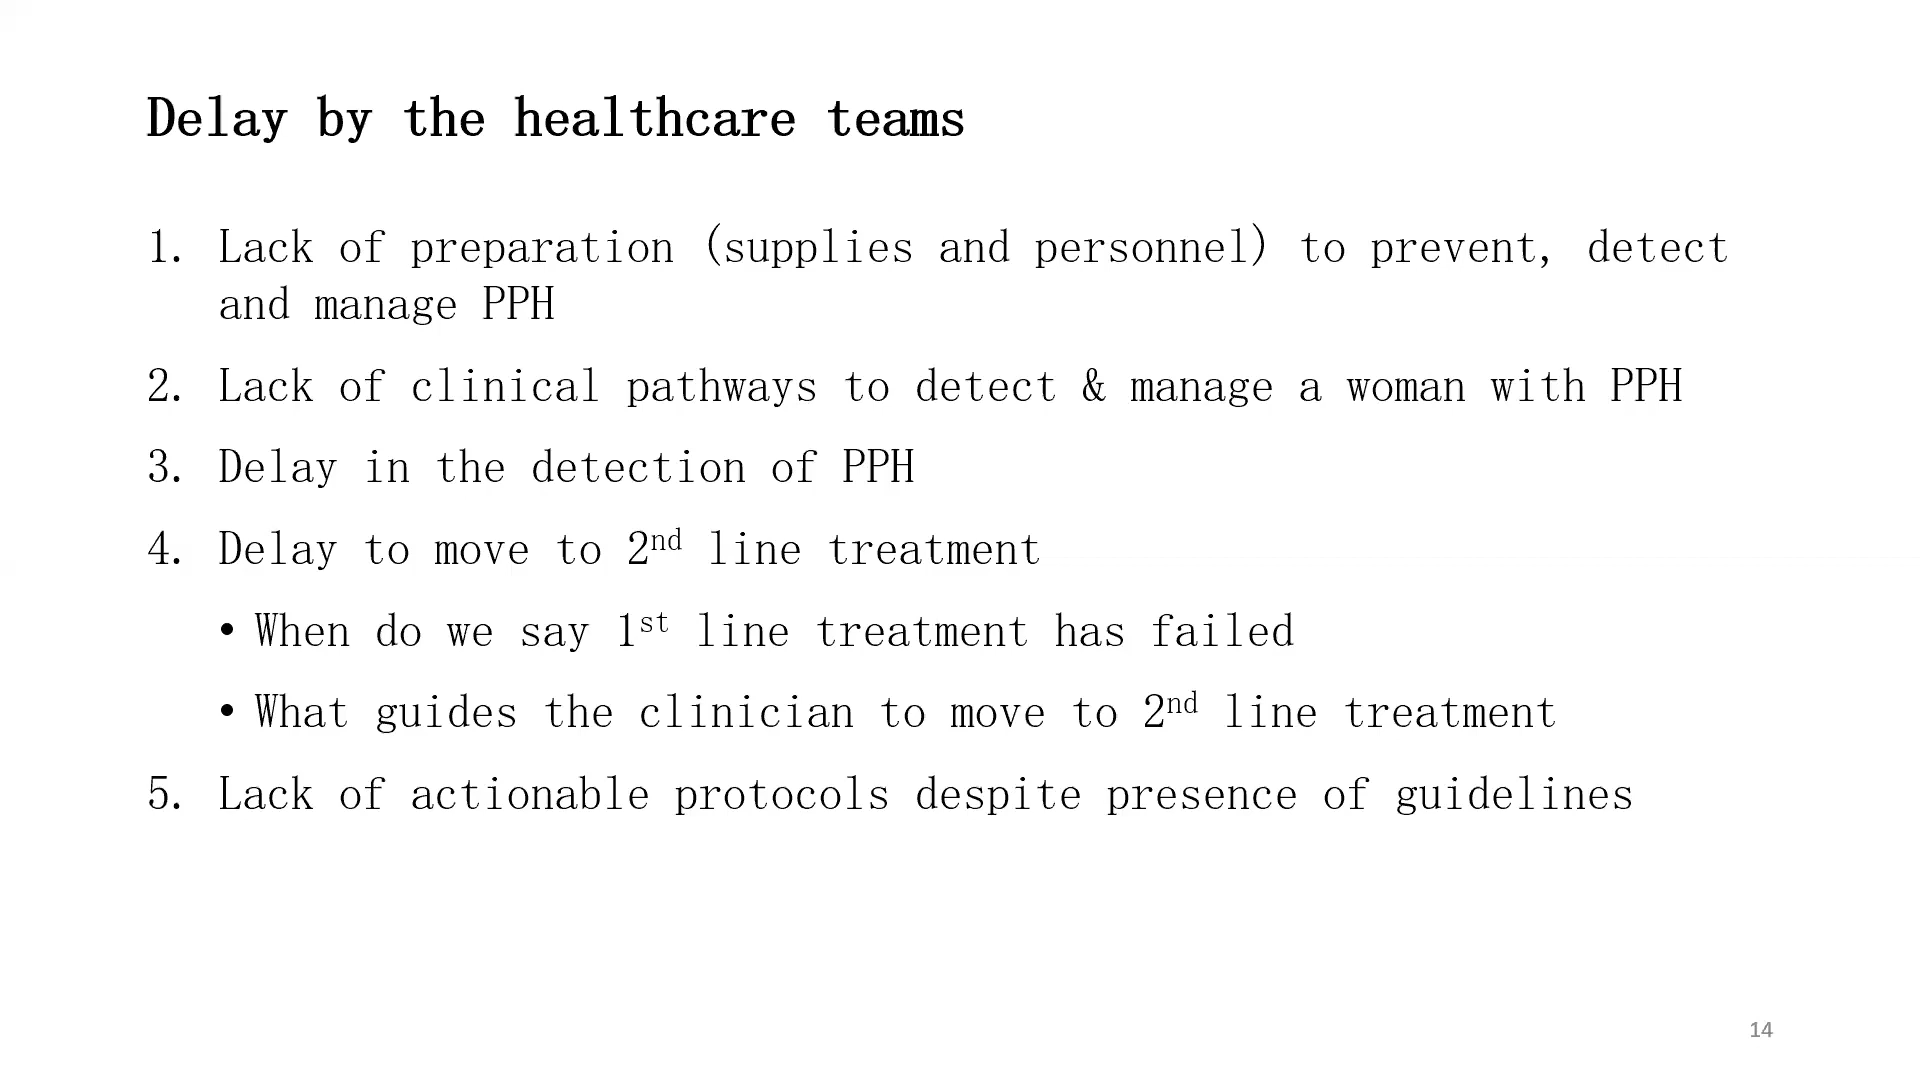 Delay by the healthcare teams
1. Lack of preparation (supplies and personnel) to prevent, detect
and manage PPH
2. Lack of clinical pathways to detect & manage a woman with PPH
3. Delay in the detection of PPH
4. Delay to move to 2nd line treatment
• When do we say 1st line treatment has failed
• What guides the clinician to move to 2nd line treatment
5. Lack of actionable protocols despite presence of guidelines
14